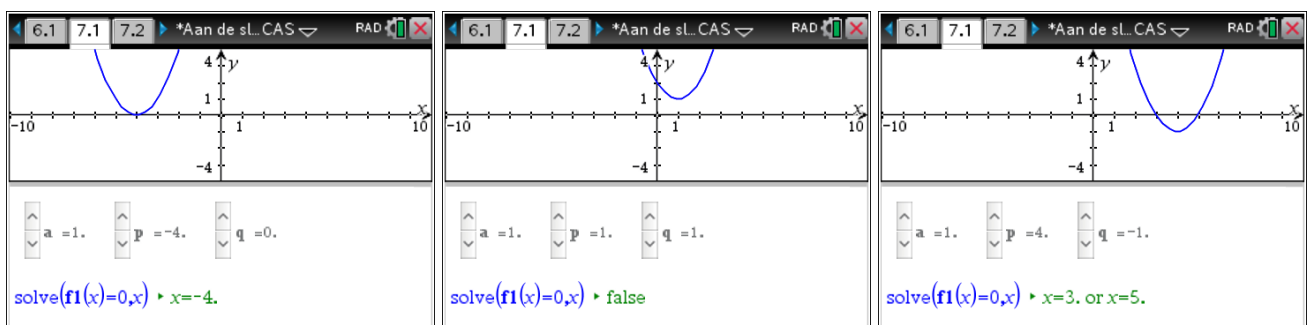 6.1 7.1 7.2 *Aan de sl...CAS RAD
4 y
1
x
-10 1 10
-4
a =1. p =-4. q =0.
solve(f1(x)=0,x) ▸ x=-4.
6.1 7.1 7.2 *Aan de sl...CAS RAD
4 y
1
x
-10 1 10
-4
a =1. p =1. q =1.
solve(f1(x)=0,x) ▸ false
6.1 7.1 7.2 *Aan de sl...CAS RAD
4 y
1
x
-10 1 10
-4
a =1. p =4. q =-1.
solve(f1(x)=0,x) ▸ x=3. or x=5.